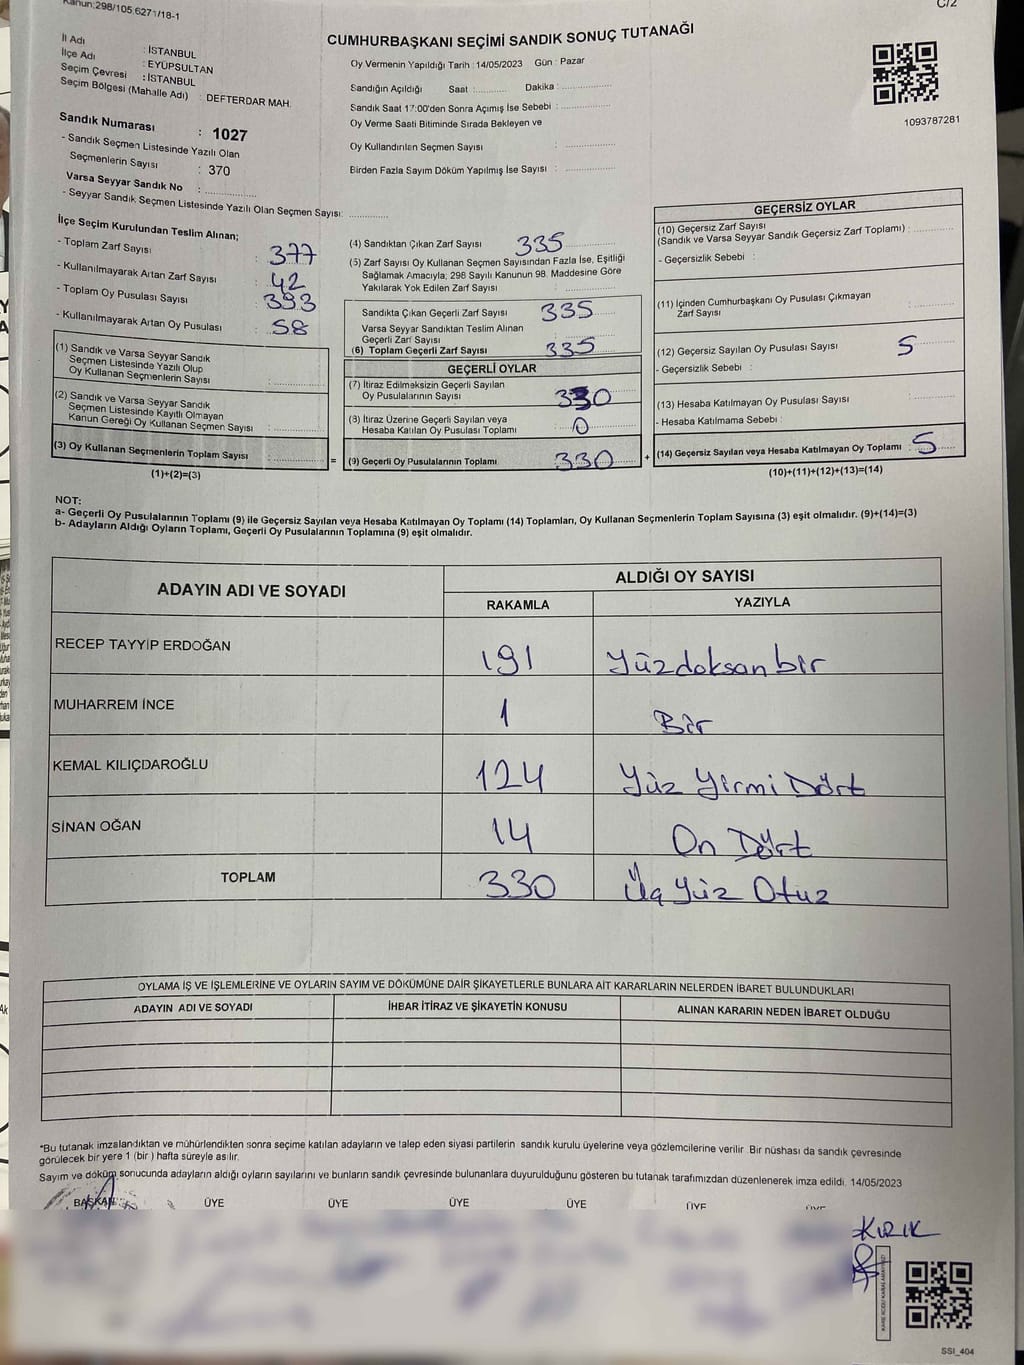 Kanun:298/105,6271/18-1
C/2
CUMHURBAŞKANI SEÇİMİ SANDIK SONUÇ TUTANAĞI
İl Adı : İSTANBUL
İlçe Adı : EYÜPSULTAN
Seçim Çevresi : İSTANBUL
Seçim Bölgesi (Mahalle Adı) : DEFTERDAR MAH.
Sandık Numarası : 1027
- Sandık Seçmen Listesinde Yazılı Olan
Seçmenlerin Sayısı : 370
Varsa Seyyar Sandık No :
- Seyyar Sandık Seçmen Listesinde Yazılı Olan Seçmen Sayısı:
Oy Vermenin Yapıldığı Tarih : 14/05/2023 Gün : Pazar
Sandığın Açıldığı Saat : Dakika :
Sandık Saat 17:00'den Sonra Açımış İse Sebebi :
Oy Verme Saati Bitiminde Sırada Bekleyen ve
Oy Kullandırılan Seçmen Sayısı :
Birden Fazla Sayım Döküm Yapılmış İse Sayısı :
1093787281
İlçe Seçim Kurulundan Teslim Alınan;
- Toplam Zarf Sayısı : 377
- Kullanılmayarak Artan Zarf Sayısı : 42
- Toplam Oy Pusulası Sayısı : 393
- Kullanılmayarak Artan Oy Pusulası : 58
(1) Sandık ve Varsa Seyyar Sandık
Seçmen Listesinde Yazılı Olup
Oy Kullanan Seçmenlerin Sayısı :
(2) Sandık ve Varsa Seyyar Sandık
Seçmen Listesinde Kayıtlı Olmayan
Kanun Gereği Oy Kullanan Seçmen Sayısı :
(3) Oy Kullanan Seçmenlerin Toplam Sayısı :
(1)+(2)=(3)
(4) Sandıktan Çıkan Zarf Sayısı 335
(5) Zarf Sayısı Oy Kullanan Seçmen Sayısından Fazla İse, Eşitliği
Sağlamak Amacıyla; 298 Sayılı Kanunun 98. Maddesine Göre
Yakılarak Yok Edilen Zarf Sayısı :
Sandıkta Çıkan Geçerli Zarf Sayısı 335
Varsa Seyyar Sandıktan Teslim Alınan
Geçerli Zarf Sayısı
(6) Toplam Geçerli Zarf Sayısı 335
GEÇERLİ OYLAR
(7) İtiraz Edilmeksizin Geçerli Sayılan
Oy Pusulalarının Sayısı 330
(8) İtiraz Üzerine Geçerli Sayılan veya
Hesaba Katılan Oy Pusulası Toplamı 0
= (9) Geçerli Oy Pusulalarının Toplamı 330
GEÇERSİZ OYLAR
(10) Geçersiz Zarf Sayısı
(Sandık ve Varsa Seyyar Sandık Geçersiz Zarf Toplamı) :
- Geçersizlik Sebebi :
(11) İçinden Cumhurbaşkanı Oy Pusulası Çıkmayan
Zarf Sayısı :
(12) Geçersiz Sayılan Oy Pusulası Sayısı : 5
- Geçersizlik Sebebi :
(13) Hesaba Katılmayan Oy Pusulası Sayısı :
- Hesaba Katılmama Sebebi :
+ (14) Geçersiz Sayılan veya Hesaba Katılmayan Oy Toplamı : 5
(10)+(11)+(12)+(13)=(14)
NOT:
a- Geçerli Oy Pusulalarının Toplamı (9) ile Geçersiz Sayılan veya Hesaba Katılmayan Oy Toplamı (14) Toplamları, Oy Kullanan Seçmenlerin Toplam Sayısına (3) eşit olmalıdır. (9)+(14)=(3)
b- Adayların Aldığı Oyların Toplamı, Geçerli Oy Pusulalarının Toplamına (9) eşit olmalıdır.
ADAYIN ADI VE SOYADI
ALDIĞI OY SAYISI
RAKAMLA YAZIYLA
RECEP TAYYİP ERDOĞAN 191 Yüzdoksan bir
MUHARREM İNCE 1 Bir
KEMAL KILIÇDAROĞLU 124 Yüz Yirmi Dört
SİNAN OĞAN 14 On Dört
TOPLAM 330 Üç Yüz Otuz
OYLAMA İŞ VE İŞLEMLERİNE VE OYLARIN SAYIM VE DÖKÜMÜNE DAİR ŞİKAYETLERLE BUNLARA AİT KARARLARIN NELERDEN İBARET BULUNDUKLARI
ADAYIN ADI VE SOYADI İHBAR İTİRAZ VE ŞİKAYETİN KONUSU ALINAN KARARIN NEDEN İBARET OLDUĞU
*Bu tutanak imzalandıktan ve mühürlendikten sonra seçime katılan adayların ve talep eden siyasi partilerin sandık kurulu üyelerine veya gözlemcilerine verilir. Bir nüshası da sandık çevresinde
görülecek bir yere 1 (bir ) hafta süreyle asılır.
Sayım ve döküm sonucunda adayların aldığı oyların sayılarını ve bunların sandık çevresinde bulunanlara duyurulduğunu gösteren bu tutanak tarafımızdan düzenlenerek imza edildi. 14/05/2023
BAŞKAN ÜYE ÜYE ÜYE ÜYE ÜYE ÜYE
KIRIK
SSI_404